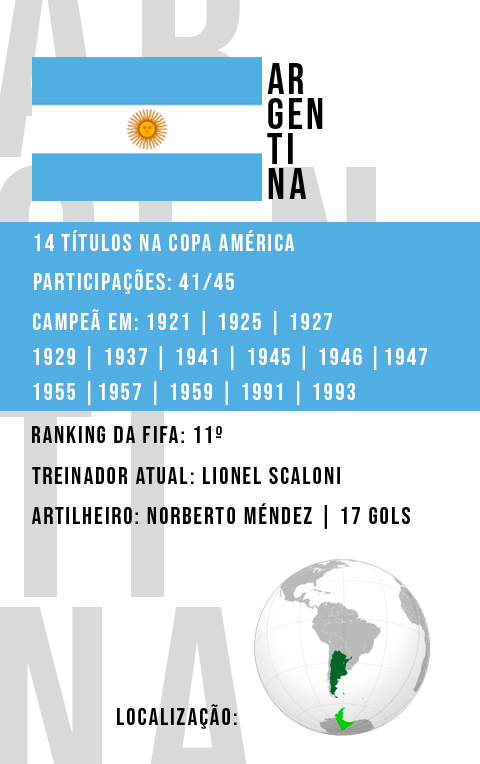 AR
GEN
TI
NA
14 TÍTULOS NA COPA AMÉRICA
PARTICIPAÇÕES: 41/45
CAMPEÃ EM: 1921 | 1925 | 1927
1929 | 1937 | 1941 | 1945 | 1946 |1947
1955 |1957 | 1959 | 1991 | 1993
RANKING DA FIFA: 11º
TREINADOR ATUAL: LIONEL SCALONI
ARTILHEIRO: NORBERTO MÉNDEZ | 17 GOLS
LOCALIZAÇÃO: